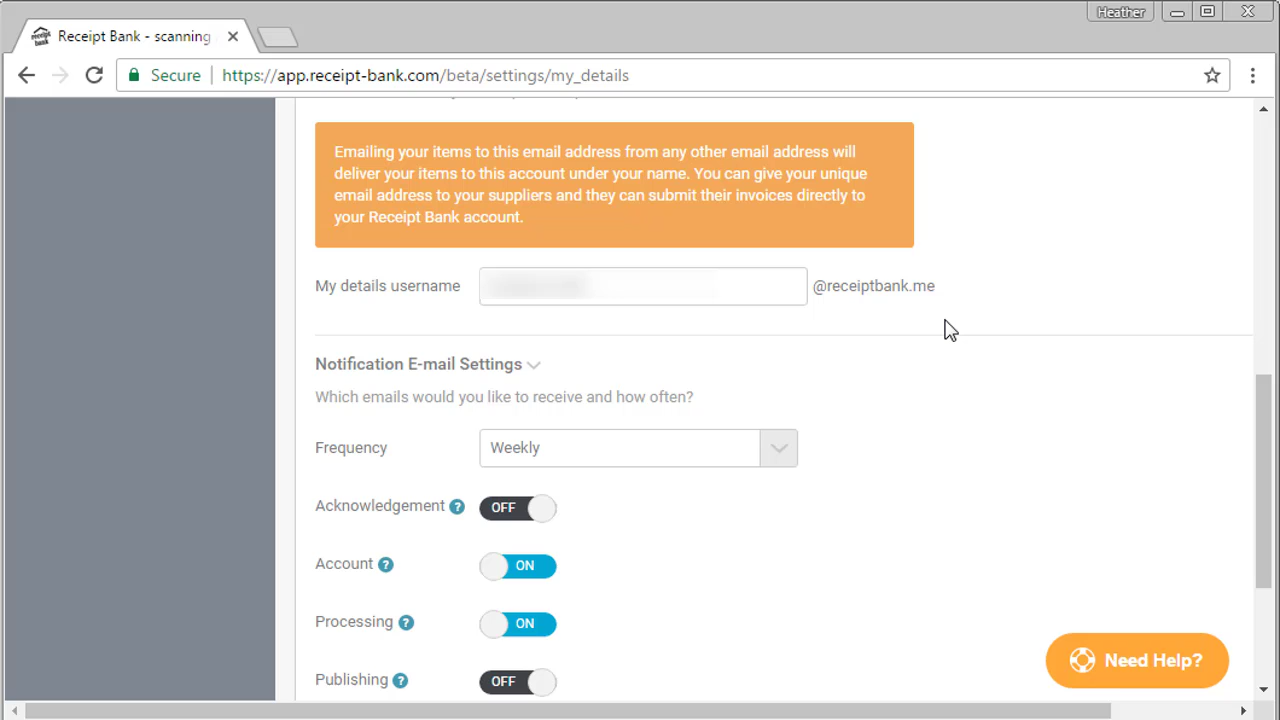 Heather
Receipt Bank - scanning
Secure https://app.receipt-bank.com/beta/settings/my_details
Emailing your items to this email address from any other email address will
deliver your items to this account under your name. You can give your unique
email address to your suppliers and they can submit their invoices directly to
your Receipt Bank account.
My details username @receiptbank.me
Notification E-mail Settings
Which emails would you like to receive and how often?
Frequency Weekly
Acknowledgement ? OFF
Account ? ON
Processing ? ON
Publishing ? OFF
Need Help?